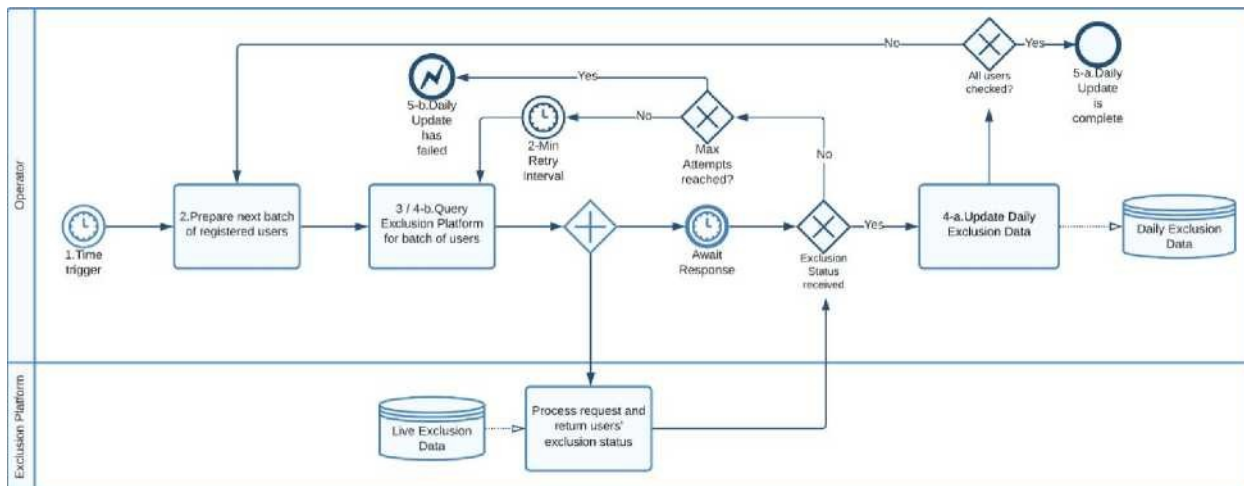 Operator
Exclusion Platform
No
Yes
All users
checked?
5-a.Daily
Update
is
complete
Yes
5-b.Daily
Update
has
failed
No
2-Min
Retry
Interval
Max
Attempts
reached?
No
1.Time
trigger
2.Prepare next batch
of registered users
3 / 4-b.Query
Exclusion Platform
for batch of users
Await
Response
Exclusion
Status
received
Yes
4-a.Update Daily
Exclusion Data
Daily Exclusion
Data
Live Exclusion
Data
Process request and
return users'
exclusion status